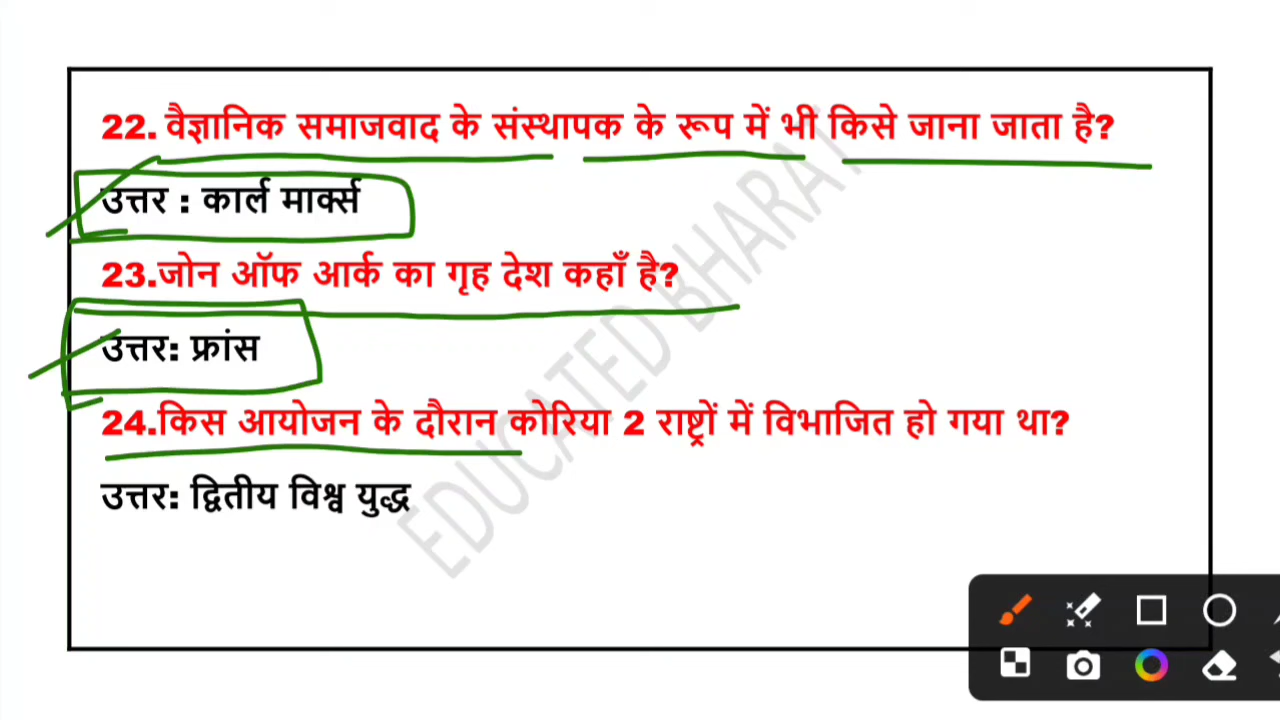 22. वैज्ञानिक समाजवाद के संस्थापक के रूप में भी किसे जाना जाता है?
उत्तर : कार्ल मार्क्स
23.जोन ऑफ आर्क का गृह देश कहाँ है?
उत्तर: फ्रांस
24.किस आयोजन के दौरान कोरिया 2 राष्ट्रों में विभाजित हो गया था?
उत्तर: द्वितीय विश्व युद्ध
EDUCATED BHARAT